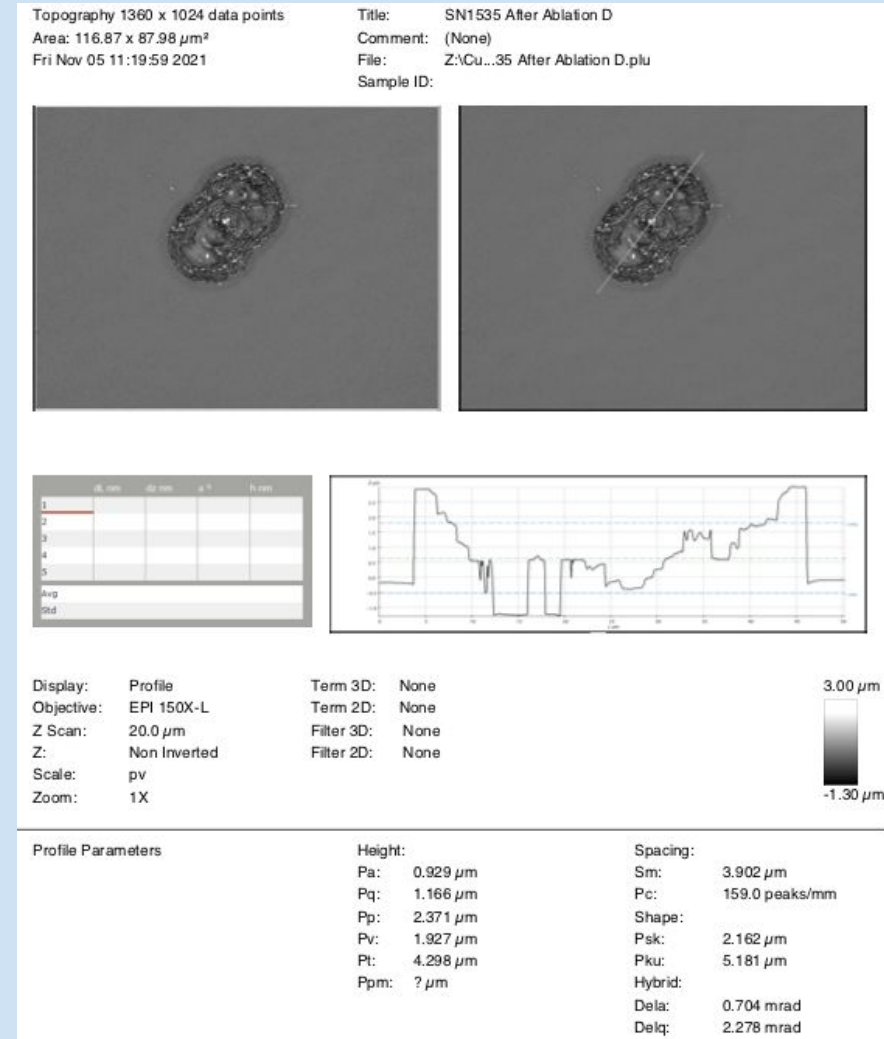 Topography 1360 x 1024 data points
Area: 116.87 x 87.98 µm²
Fri Nov 05 11:19:59 2021
Title: SN1535 After Ablation D
Comment: (None)
File: Z:\Cu...35 After Ablation D.plu
Sample ID:
1
2
3
4
5
Avg
Std
Display: Profile
Objective: EPI 150X-L
Z Scan: 20.0 µm
Z: Non Inverted
Scale: pv
Zoom: 1X
Term 3D: None
Term 2D: None
Filter 3D: None
Filter 2D: None
3.00 µm
-1.30 µm
Profile Parameters
Height:
Pa: 0.929 µm
Pq: 1.166 µm
Pp: 2.371 µm
Pv: 1.927 µm
Pt: 4.298 µm
Ppm: ? µm
Spacing:
Sm: 3.902 µm
Pc: 159.0 peaks/mm
Shape:
Psk: 2.162 µm
Pku: 5.181 µm
Hybrid:
Dela: 0.704 mrad
Delq: 2.278 mrad